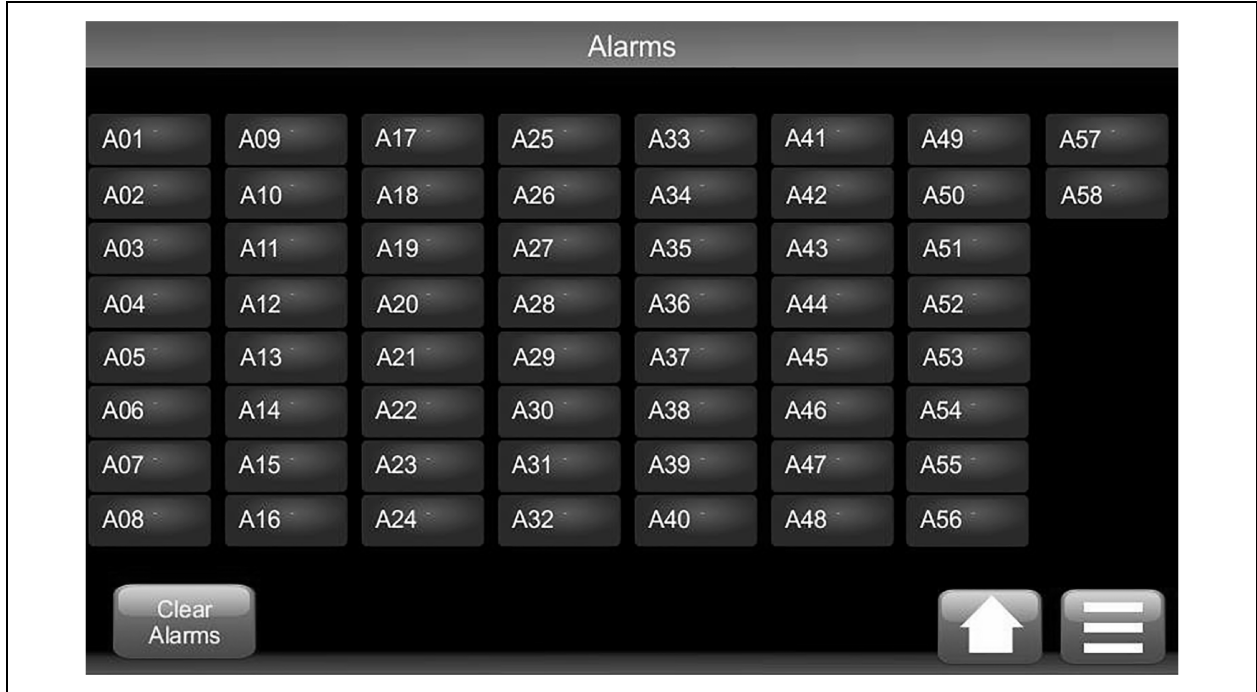 Alarms
A01 - A09 - A17 - A25 - A33 - A41 - A49 - A57 -
A02 - A10 - A18 - A26 - A34 - A42 - A50 - A58 -
A03 - A11 - A19 - A27 - A35 - A43 - A51 -
A04 - A12 - A20 - A28 - A36 - A44 - A52 -
A05 - A13 - A21 - A29 - A37 - A45 - A53 -
A06 - A14 - A22 - A30 - A38 - A46 - A54 -
A07 - A15 - A23 - A31 - A39 - A47 - A55 -
A08 - A16 - A24 - A32 - A40 - A48 - A56 -
Clear
Alarms